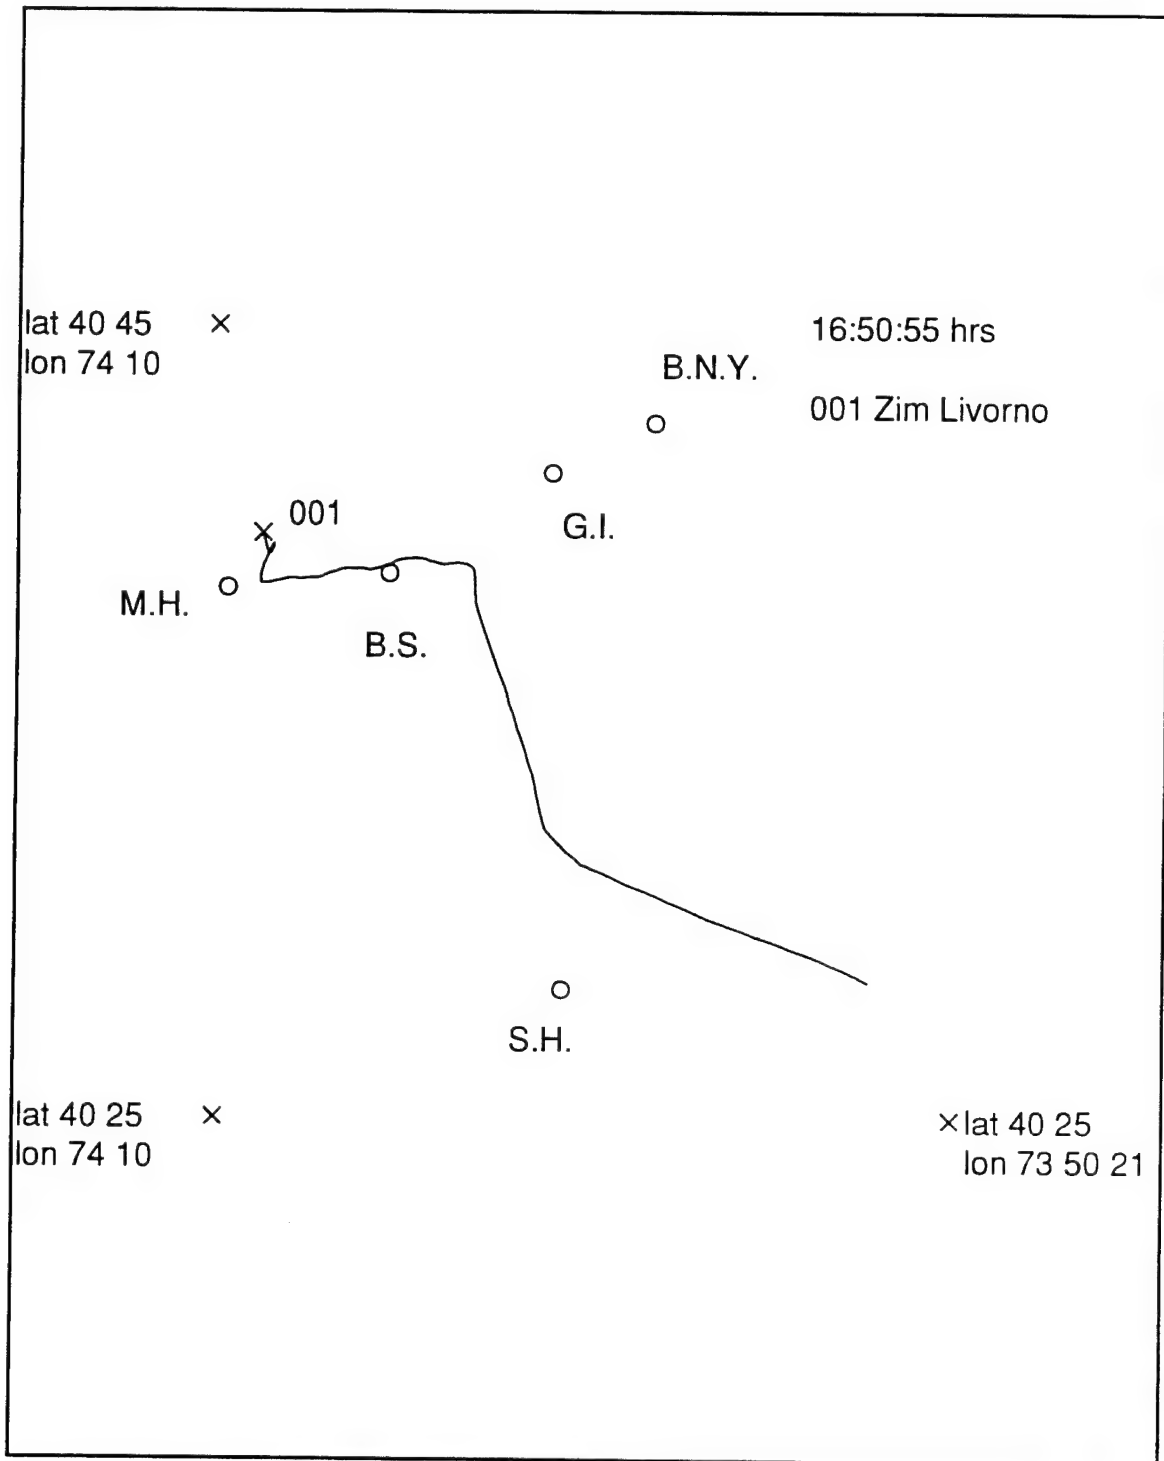 lat 40 45
lon 74 10
16:50:55 hrs
B.N.Y.
001 Zim Livorno
001
G.I.
M.H.
B.S.
S.H.
lat 40 25
lon 74 10
lat 40 25
lon 73 50 21